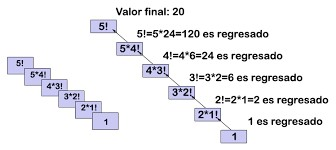 Valor final: 20
5!
5!=5*24=120 es regresado
5*4!
4!=4*6=24 es regresado
4*3!
3!=3*2=6 es regresado
3*2!
2!=2*1=2 es regresado
2*1!
1 es regresado
1
5!
5*4!
4*3!
3*2!
2*1!
1